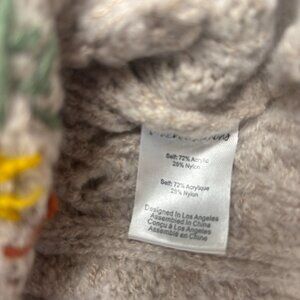 Self: 72% Acrylic
28% Nylon
Self: 72% Acrylique
28% Nylon
Designed in Los Angeles
Assembled in China
Conçu à Los Angeles
Assemblé en Chine